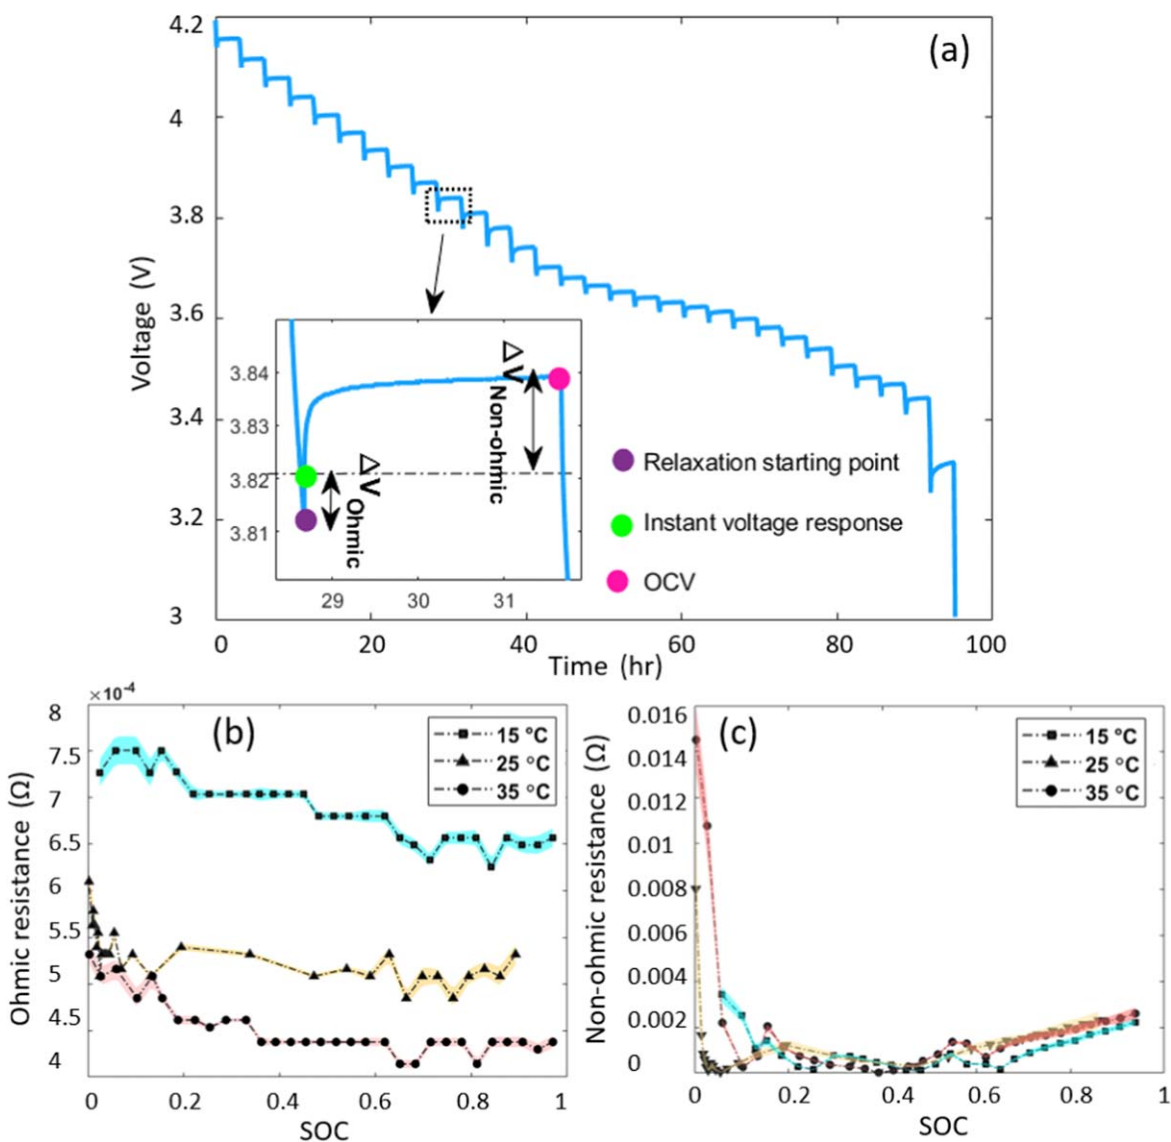 (a)
Voltage (V)
4.2
4
3.8
3.6
3.4
3.2
3
0
20
40
60
80
100
Time (hr)
3.84
3.83
3.82
3.81
29
30
31
ΔV Ohmic
ΔV Non-ohmic
Relaxation starting point
Instant voltage response
OCV
(b)
×10⁻⁴
Ohmic resistance (Ω)
8
7.5
7
6.5
6
5.5
5
4.5
4
0
0.2
0.4
0.6
0.8
1
SOC
15 °C
25 °C
35 °C
(c)
Non-ohmic resistance (Ω)
0.016
0.014
0.012
0.01
0.008
0.006
0.004
0.002
0
0
0.2
0.4
0.6
0.8
1
SOC
15 °C
25 °C
35 °C